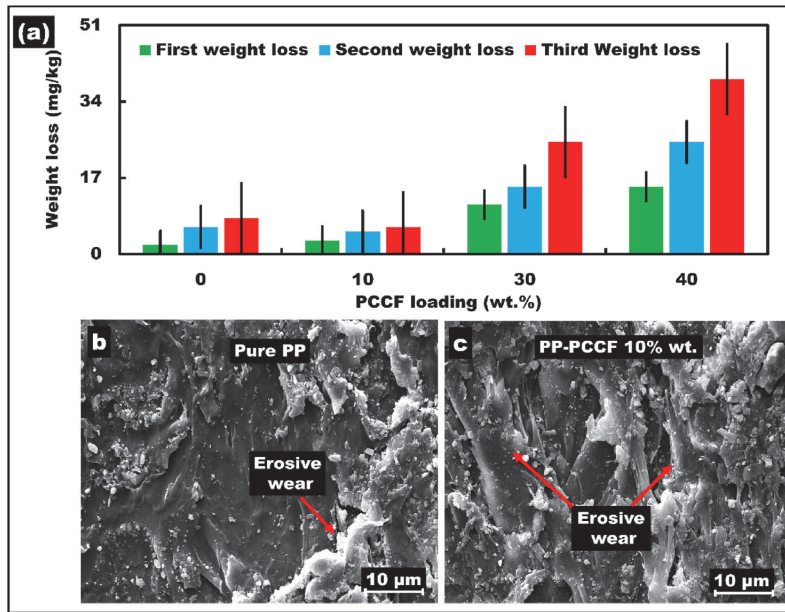 (a)
51
First weight loss Second weight loss Third Weight loss
34
17
0
Weight loss (mg/kg)
0 10 30 40
PCCF loading (wt.%)
b
Pure PP
Erosive
wear
10 µm
c
PP-PCCF 10% wt.
Erosive
wear
10 µm